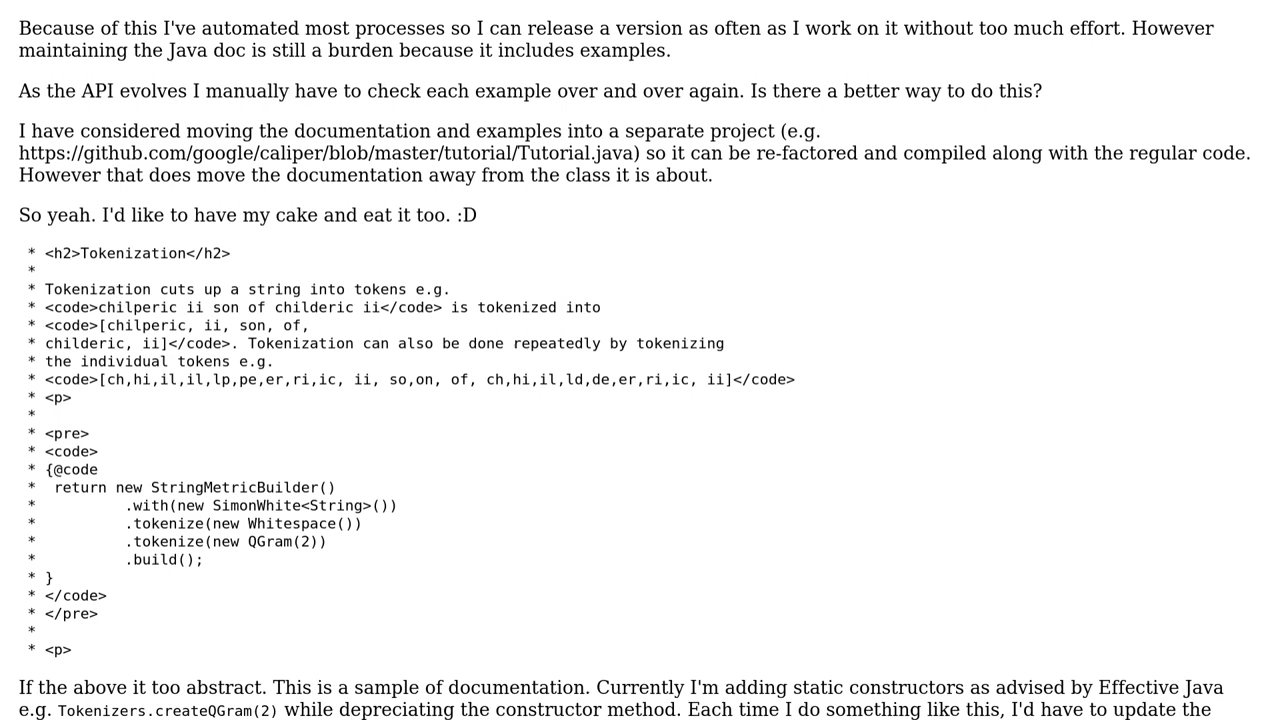 Because of this I've automated most processes so I can release a version as often as I work on it without too much effort. However
maintaining the Java doc is still a burden because it includes examples.
As the API evolves I manually have to check each example over and over again. Is there a better way to do this?
I have considered moving the documentation and examples into a separate project (e.g.
https://github.com/google/caliper/blob/master/tutorial/Tutorial.java) so it can be re-factored and compiled along with the regular code.
However that does move the documentation away from the class it is about.
So yeah. I'd like to have my cake and eat it too. :D
 * <h2>Tokenization</h2>
 *
 * Tokenization cuts up a string into tokens e.g.
 * <code>chilperic ii son of childeric ii</code> is tokenized into
 * <code>[chilperic, ii, son, of,
 * childeric, ii]</code>. Tokenization can also be done repeatedly by tokenizing
 * the individual tokens e.g.
 * <code>[ch,hi,il,il,lp,pe,er,ri,ic, ii, so,on, of, ch,hi,il,ld,de,er,ri,ic, ii]</code>
 * <p>
 *
 * <pre>
 * <code>
 * {@code
 *  return new StringMetricBuilder()
 *          .with(new SimonWhite<String>())
 *          .tokenize(new Whitespace())
 *          .tokenize(new QGram(2))
 *          .build();
 * }
 * </code>
 * </pre>
 *
 * <p>
If the above it too abstract. This is a sample of documentation. Currently I'm adding static constructors as advised by Effective Java
e.g. Tokenizers.createQGram(2) while depreciating the constructor method. Each time I do something like this, I'd have to update the